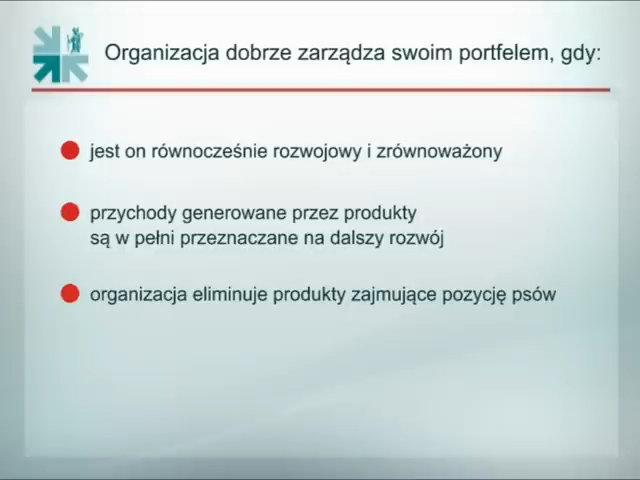 Organizacja dobrze zarządza swoim portfelem, gdy:
jest on równocześnie rozwojowy i zrównoważony
przychody generowane przez produkty
są w pełni przeznaczane na dalszy rozwój
organizacja eliminuje produkty zajmujące pozycję psów